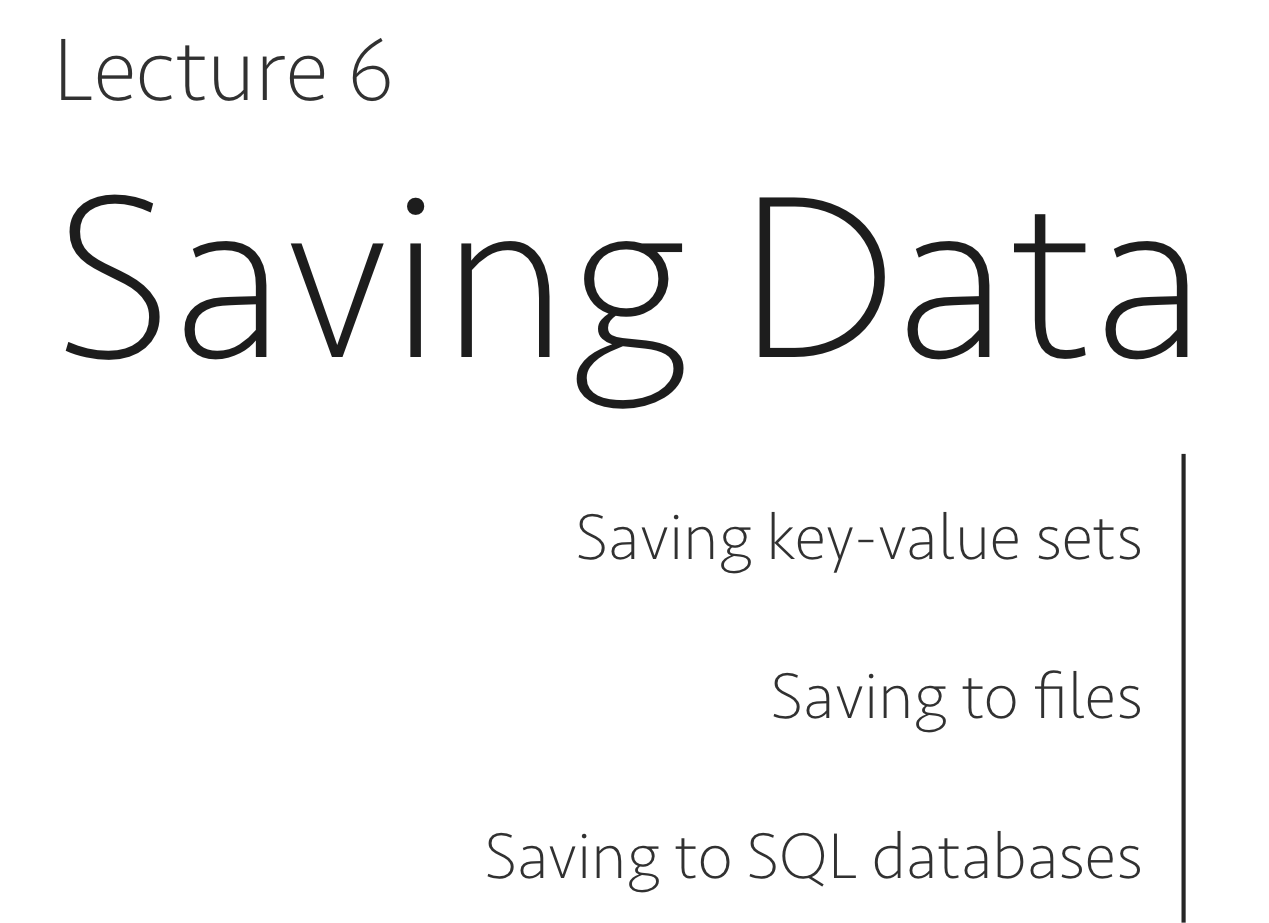 Lecture 6
Saving Data
Saving key-value sets
Saving to files
Saving to SQL databases